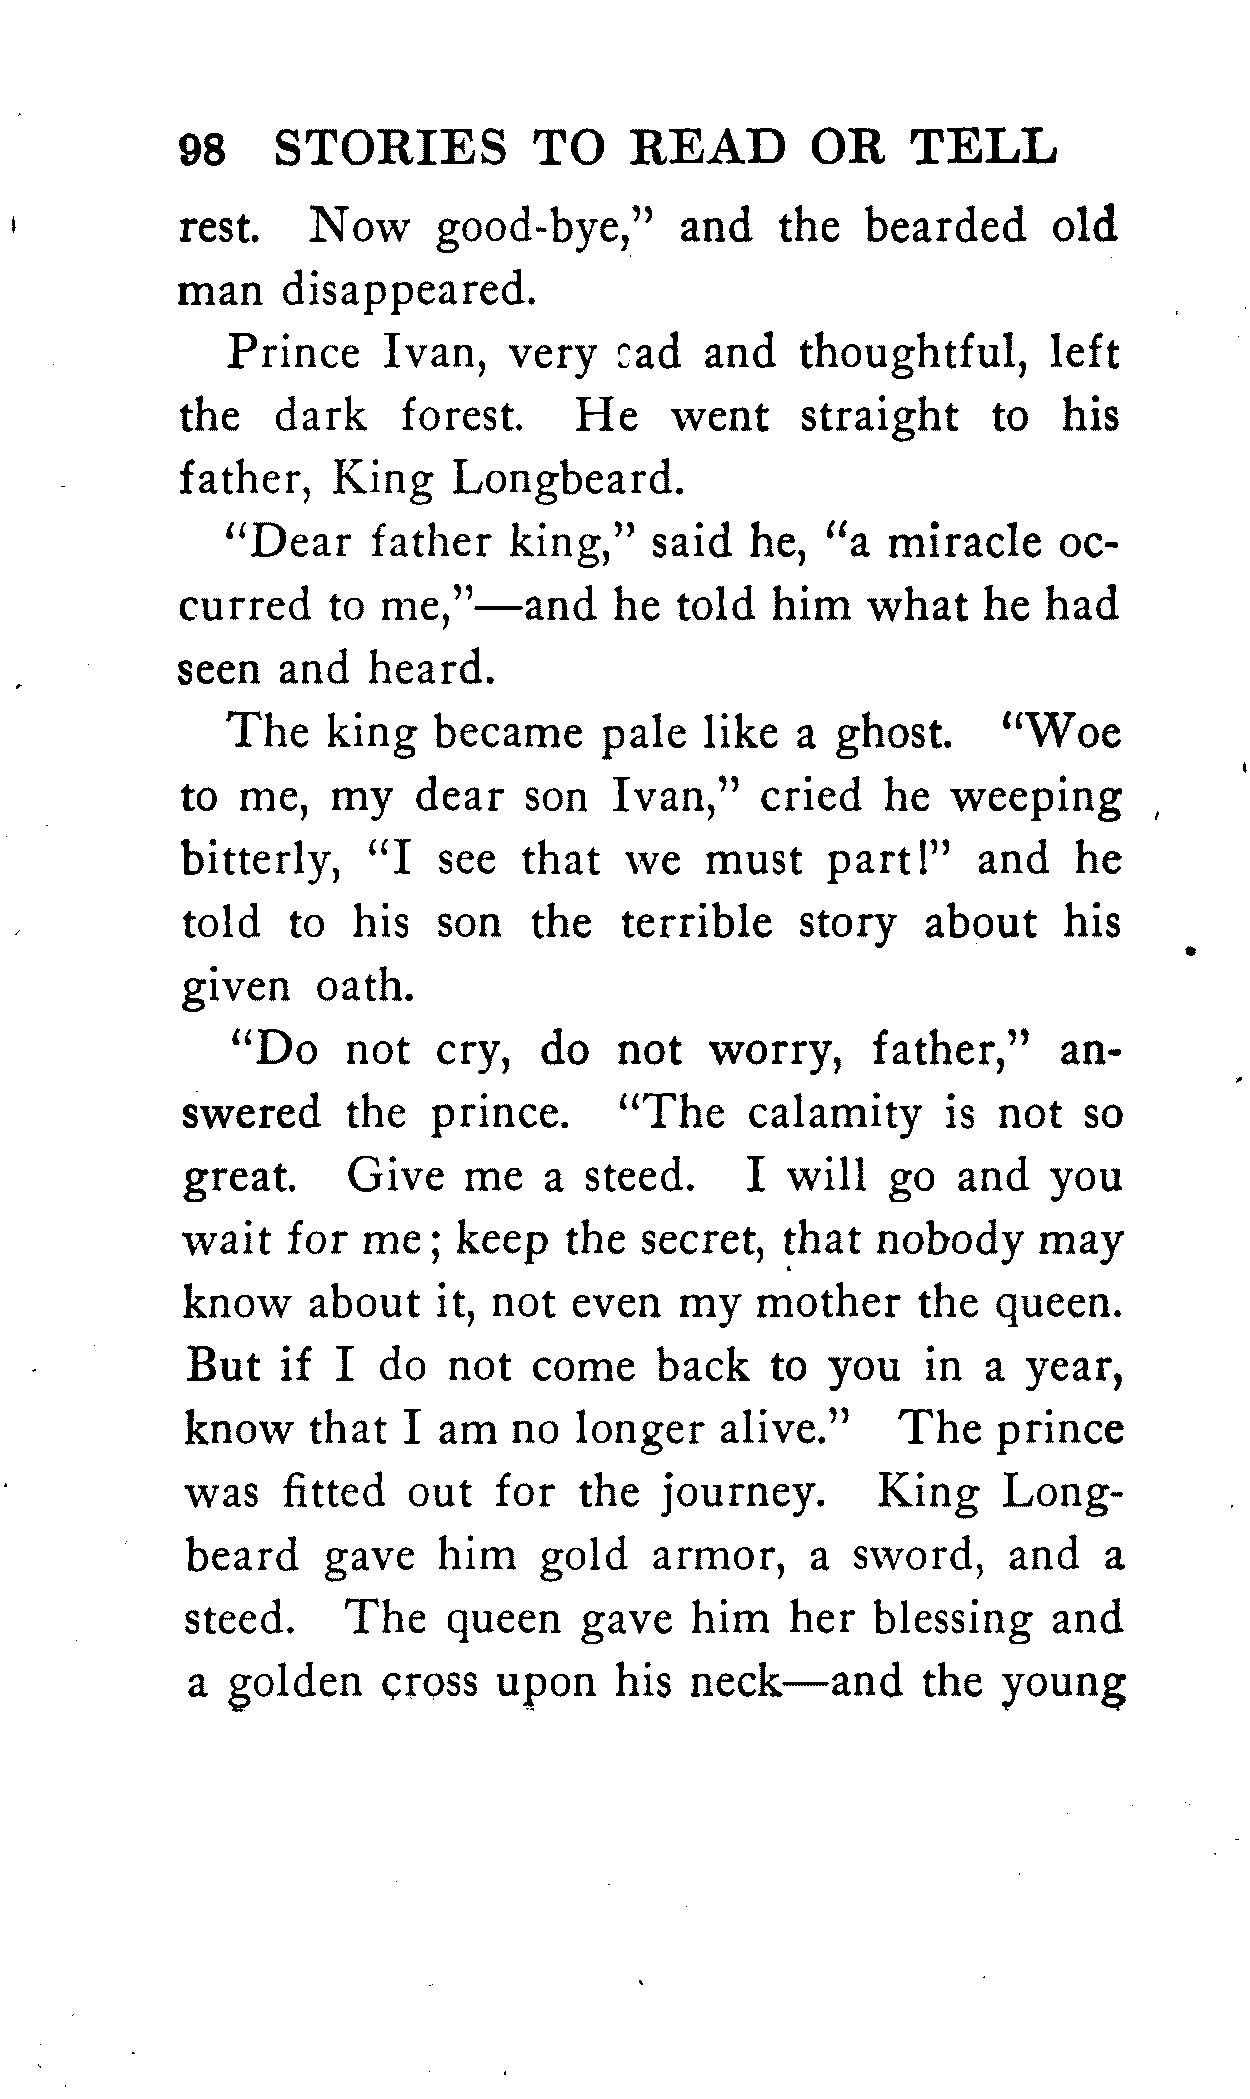 98 STORIES TO READ OR TELL
rest. Now good-bye," and the bearded old
man disappeared.
Prince Ivan, very sad and thoughtful, left
the dark forest. He went straight to his
father, King Longbeard.
"Dear father king," said he, "a miracle oc-
curred to me,"—and he told him what he had
seen and heard.
The king became pale like a ghost. "Woe
to me, my dear son Ivan," cried he weeping
bitterly, "I see that we must part!" and he
told to his son the terrible story about his
given oath.
"Do not cry, do not worry, father," an-
swered the prince. "The calamity is not so
great. Give me a steed. I will go and you
wait for me; keep the secret, that nobody may
know about it, not even my mother the queen.
But if I do not come back to you in a year,
know that I am no longer alive." The prince
was fitted out for the journey. King Long-
beard gave him gold armor, a sword, and a
steed. The queen gave him her blessing and
a golden cross upon his neck—and the young